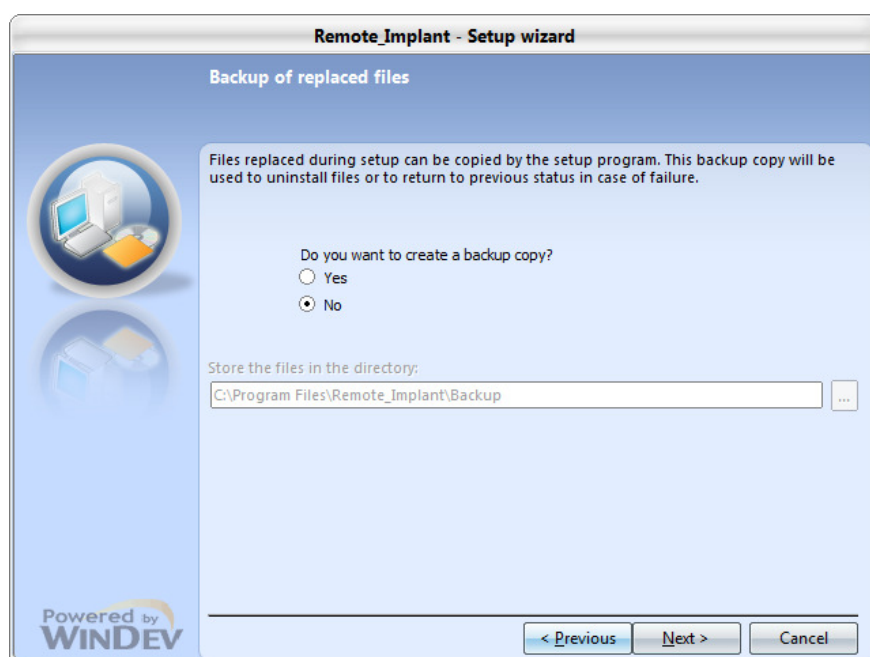 Remote_Implant - Setup wizard
Backup of replaced files
Files replaced during setup can be copied by the setup program. This backup copy will be
used to uninstall files or to return to previous status in case of failure.
Do you want to create a backup copy?
Yes
No
Store the files in the directory:
C:\Program Files\Remote_Implant\Backup
...
Powered by
WINDEV
< Previous
Next >
Cancel